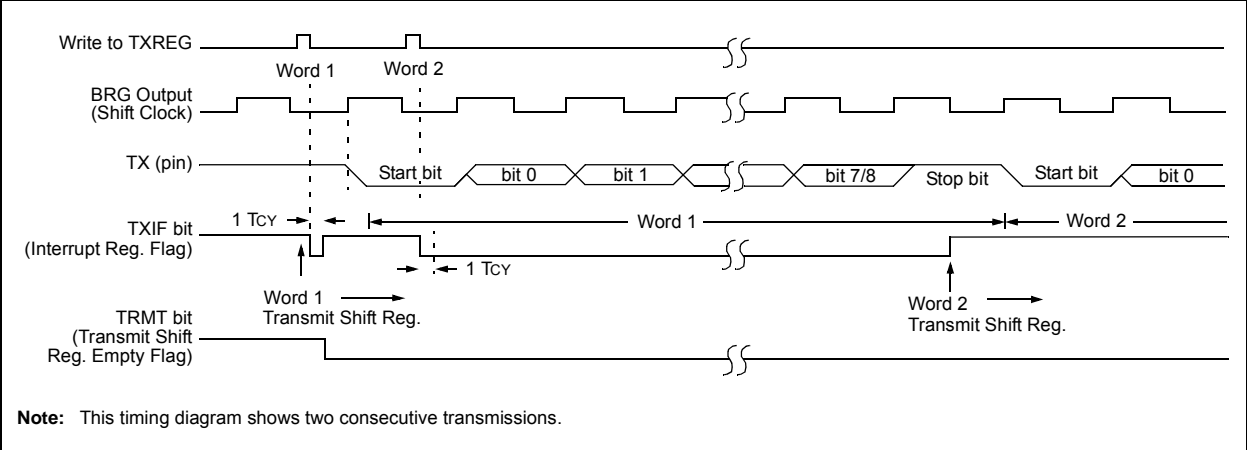 Write to TXREG
Word 1
Word 2
BRG Output
(Shift Clock)
TX (pin)
Start bit
bit 0
bit 1
bit 7/8
Stop bit
Start bit
bit 0
1 TCY
Word 1
Word 2
TXIF bit
(Interrupt Reg. Flag)
1 TCY
Word 1
Transmit Shift Reg.
Word 2
Transmit Shift Reg.
TRMT bit
(Transmit Shift
Reg. Empty Flag)
Note: This timing diagram shows two consecutive transmissions.